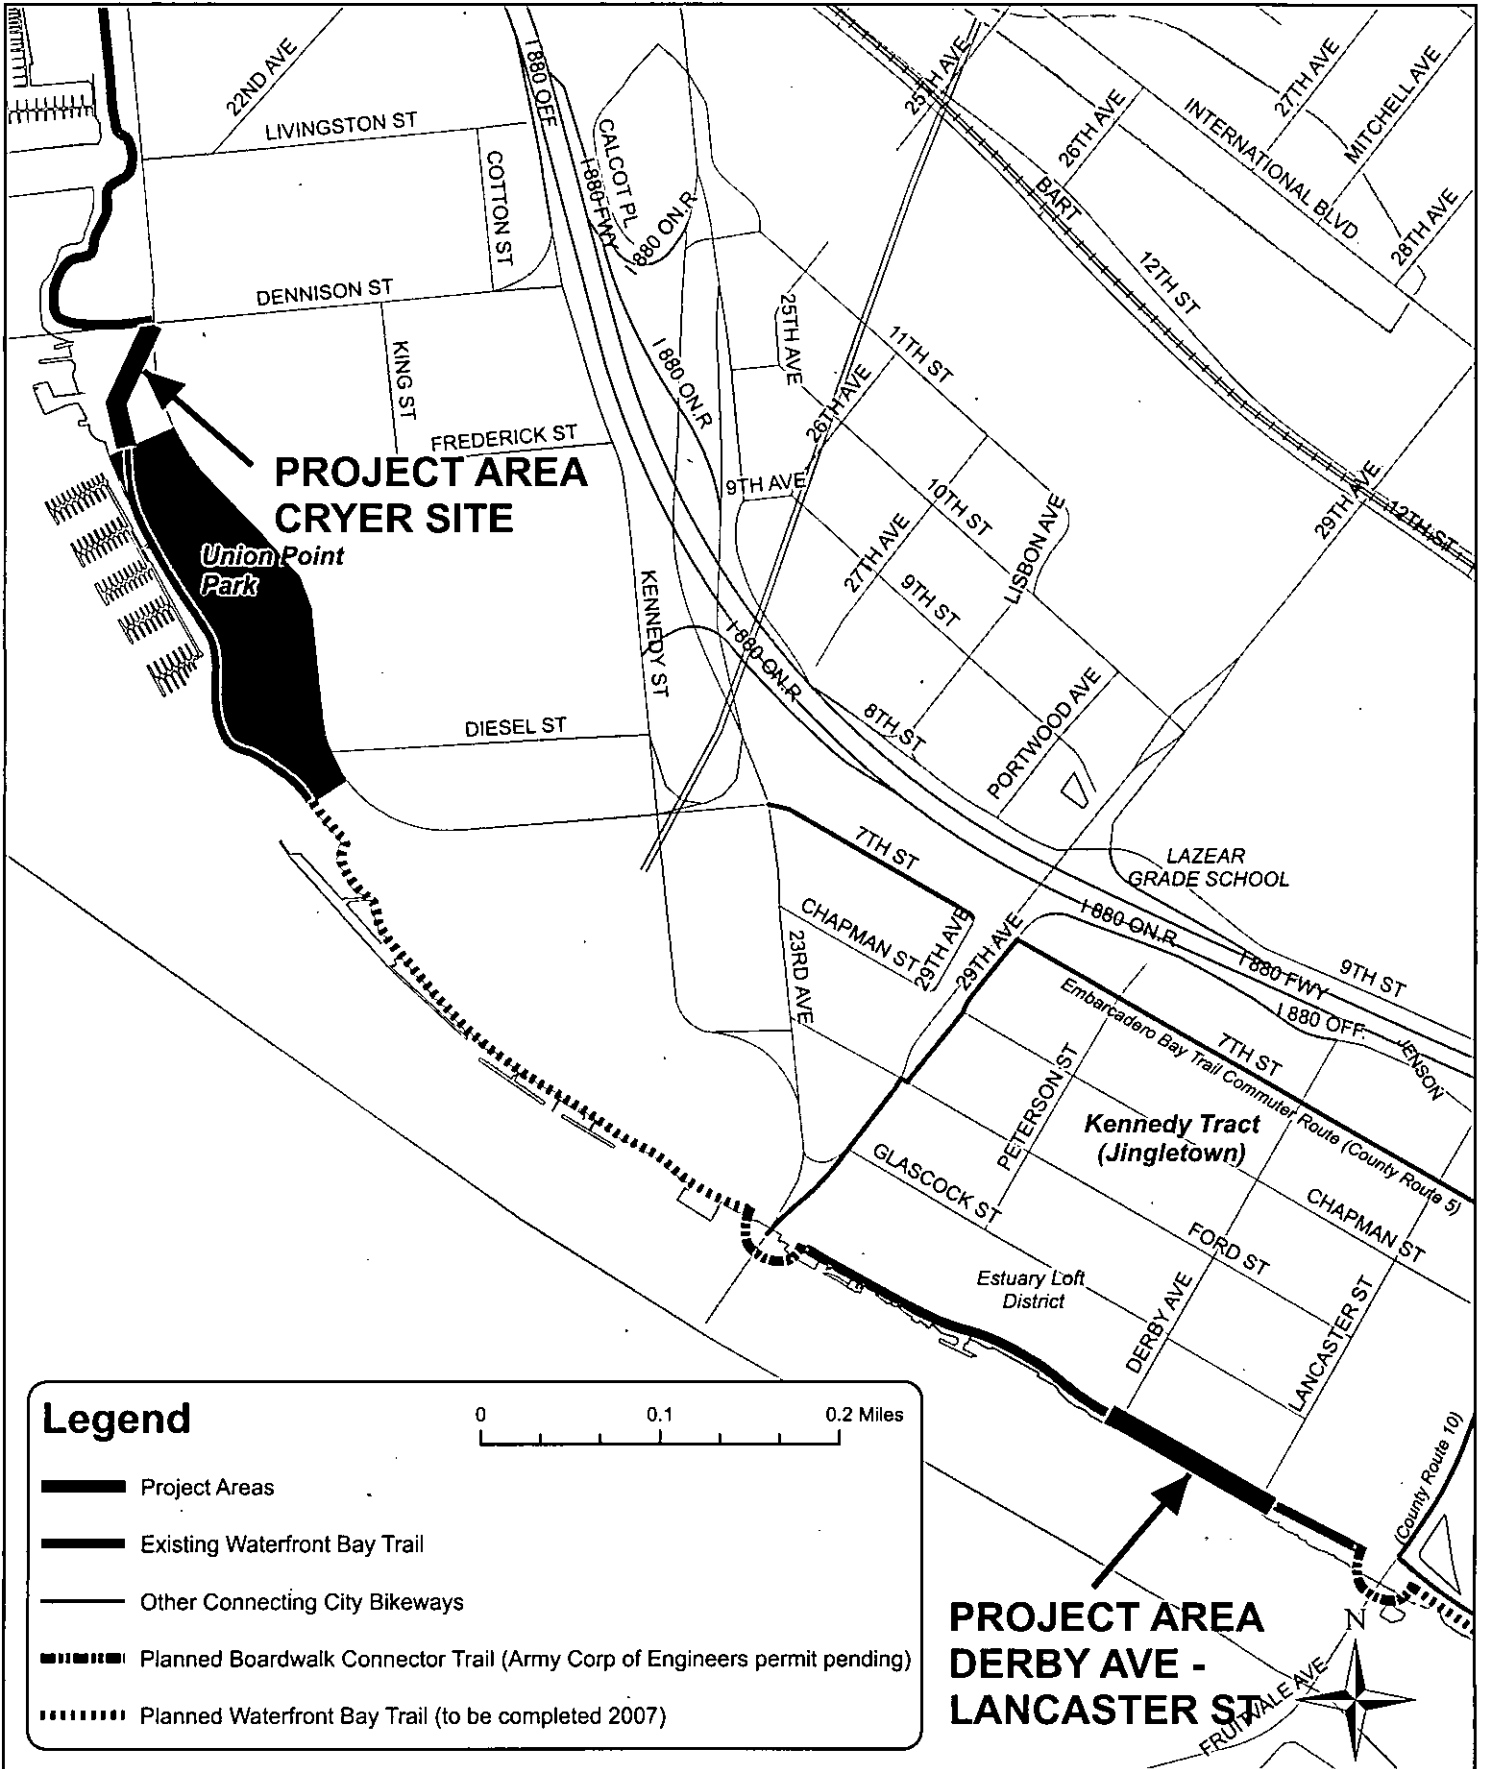 22ND AVE
LIVINGSTON ST
COTTON ST
DENNISON ST
KING ST
FREDERICK ST
I 880 OFF
CALCOT PL
I 880 FWY
I 880 ON.R
I 880 ON.R
25TH AVE
26TH AVE
27TH AVE
MITCHELL AVE
INTERNATIONAL BLVD
28TH AVE
BART
12TH ST
25TH AVE
11TH ST
26TH AVE
9TH AVE
10TH ST
27TH AVE
LISBON AVE
29TH AVE
12TH ST
9TH ST
PROJECT AREA
CRYER SITE
Union Point
Park
KENNEDY ST
I 880 ON.R
DIESEL ST
8TH ST
PORTWOOD AVE
7TH ST
LAZEAR
GRADE SCHOOL
CHAPMAN ST
29TH AVE
29TH AVE
23RD AVE
I 880 ON.R
I 880 FWY
9TH ST
I 880 OFF.
JENSON
Embarcadero Bay Trail Commuter Route (County Route 5)
7TH ST
PETERSON ST
Kennedy Tract
(Jingletown)
GLASCOCK ST
CHAPMAN ST
FORD ST
Estuary Loft
District
DERBY AVE
LANCASTER ST
(County Route 10)
PROJECT AREA
DERBY AVE -
LANCASTER ST
N
FRUITVALE AVE
Legend
0 0.1 0.2 Miles
Project Areas
Existing Waterfront Bay Trail
Other Connecting City Bikeways
Planned Boardwalk Connector Trail (Army Corp of Engineers permit pending)
Planned Waterfront Bay Trail (to be completed 2007)